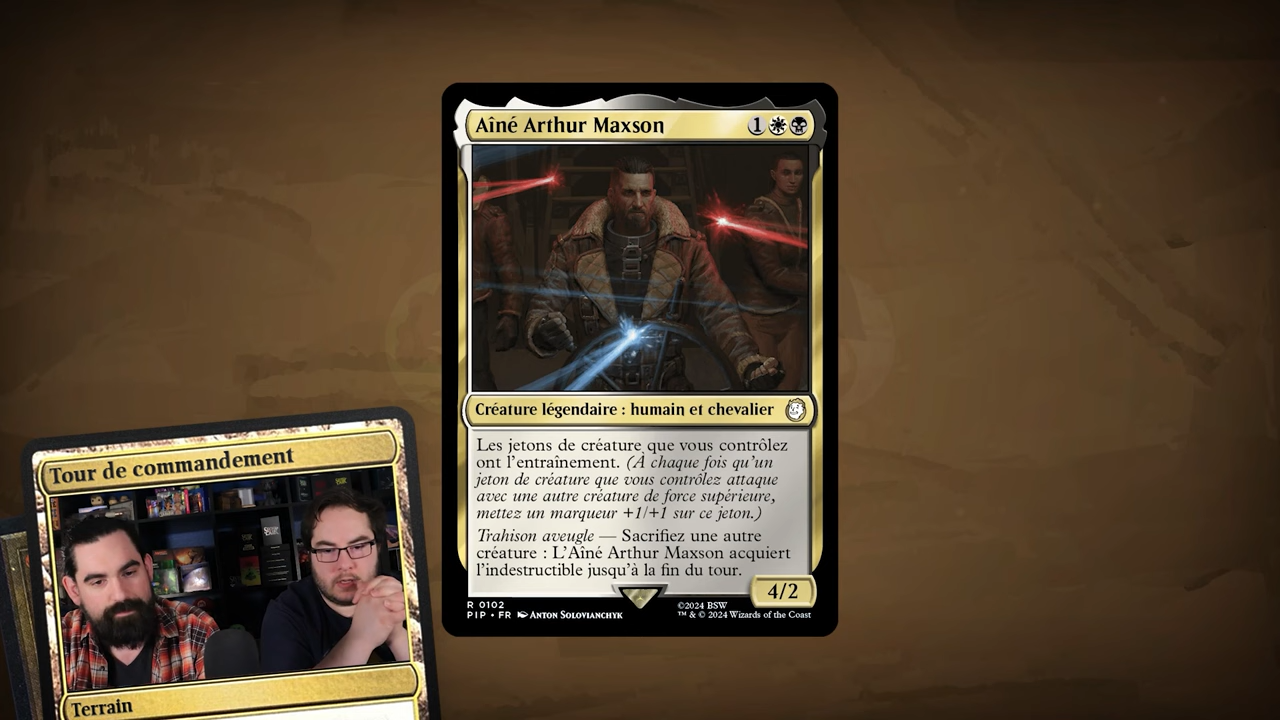 Aîné Arthur Maxson
1
Créature légendaire : humain et chevalier
Les jetons de créature que vous contrôlez
ont l'entraînement. (À chaque fois qu'un
jeton de créature que vous contrôlez attaque
avec une autre créature de force supérieure,
mettez un marqueur +1/+1 sur ce jeton.)
Trahison aveugle — Sacrifiez une autre
créature : L'Aîné Arthur Maxson acquiert
l'indestructible jusqu'à la fin du tour.
4/2
R 0102
PIP • FR Anton Solovianchyk
©2024 BSW
™ & © 2024 Wizards of the Coast
Tour de commandement
Terrain